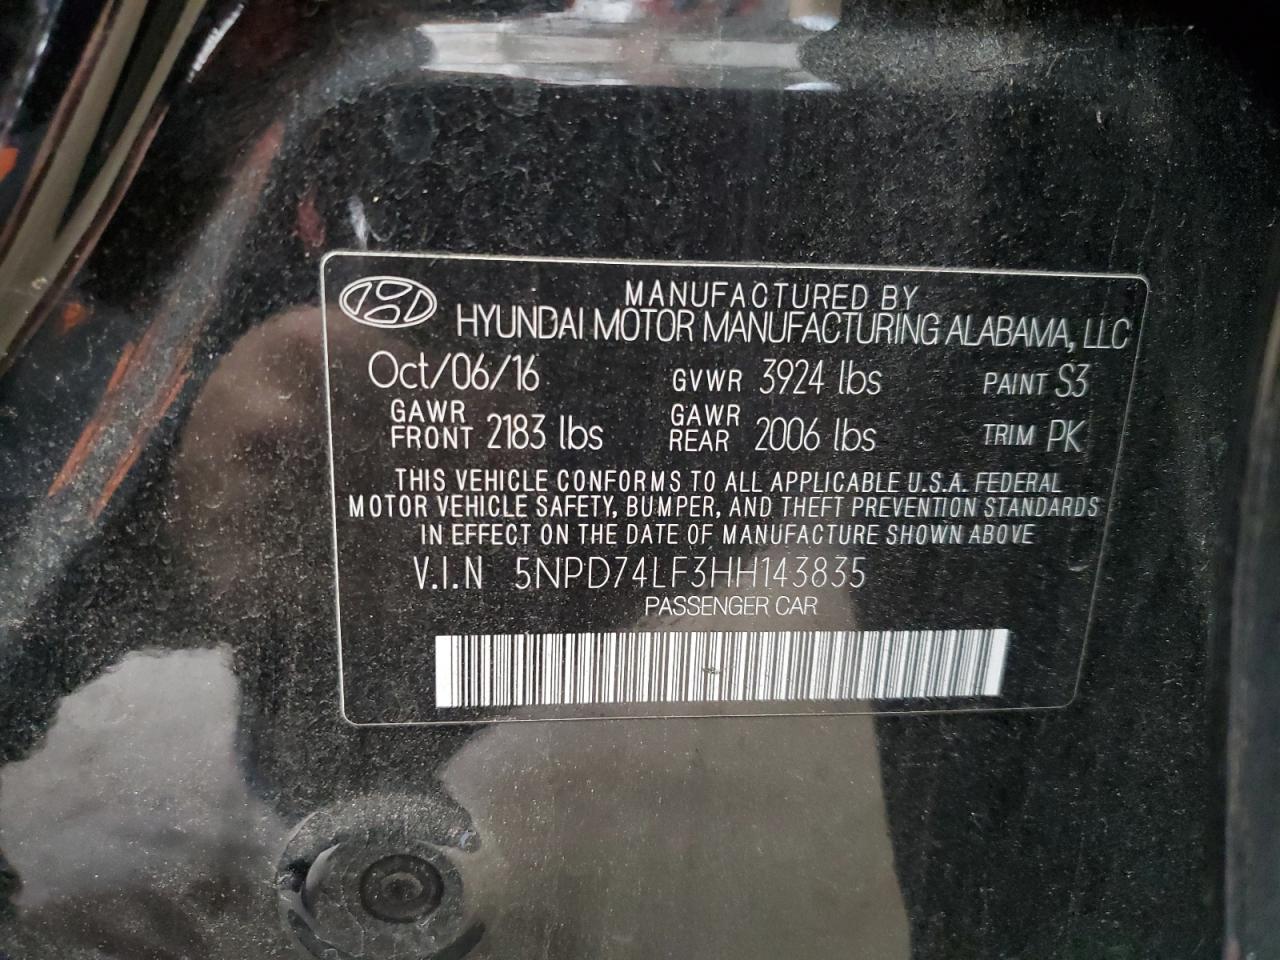 MANUFACTURED BY
HYUNDAI MOTOR MANUFACTURING ALABAMA, LLC
Oct/06/16 GVWR 3924 lbs PAINT S3
GAWR FRONT 2183 lbs GAWR REAR 2006 lbs TRIM PK
THIS VEHICLE CONFORMS TO ALL APPLICABLE U.S.A. FEDERAL
MOTOR VEHICLE SAFETY, BUMPER, AND THEFT PREVENTION STANDARDS
IN EFFECT ON THE DATE OF MANUFACTURE SHOWN ABOVE
V.I.N 5NPD74LF3HH143835
PASSENGER CAR